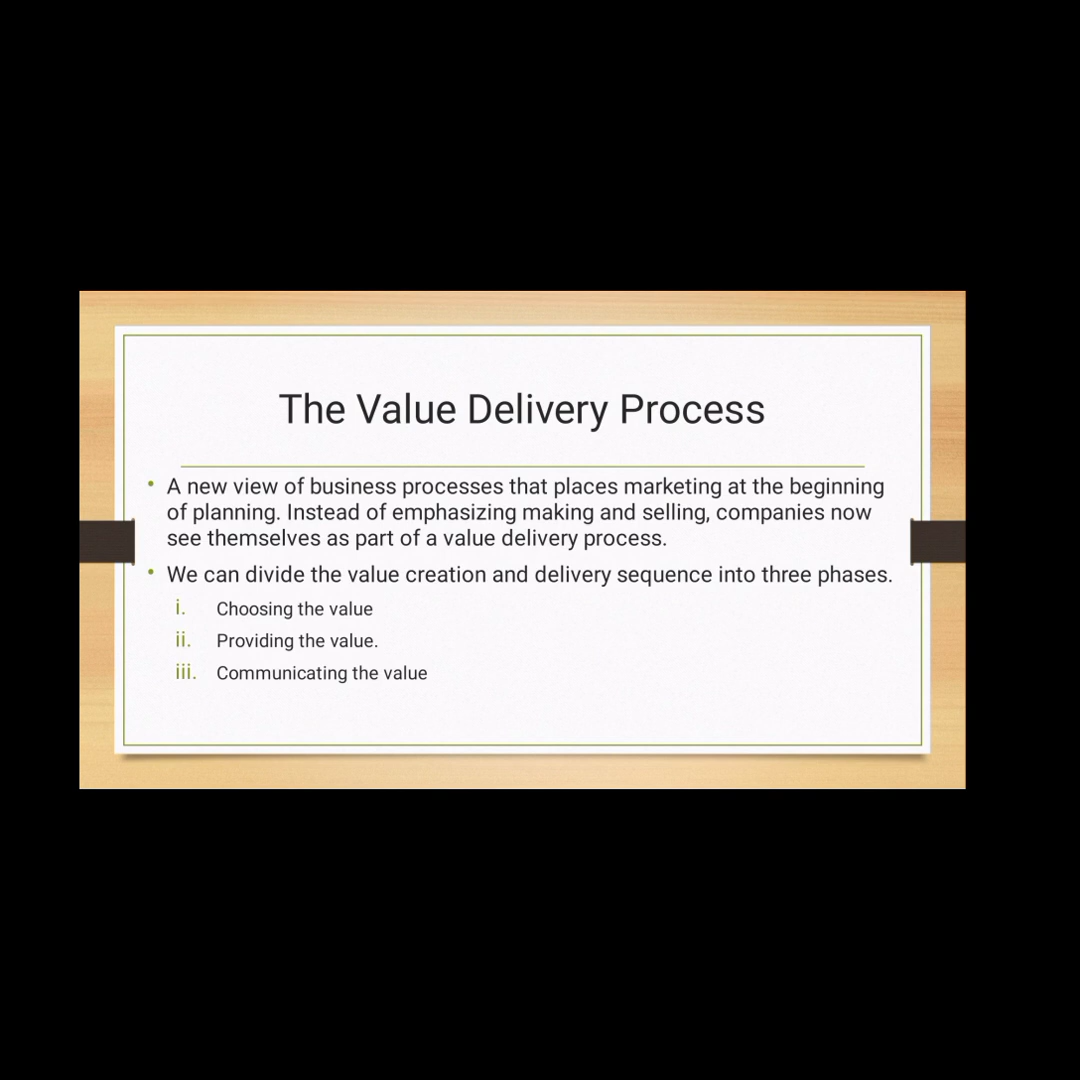 The Value Delivery Process
• A new view of business processes that places marketing at the beginning
of planning. Instead of emphasizing making and selling, companies now
see themselves as part of a value delivery process.
• We can divide the value creation and delivery sequence into three phases.
i. Choosing the value
ii. Providing the value.
iii. Communicating the value